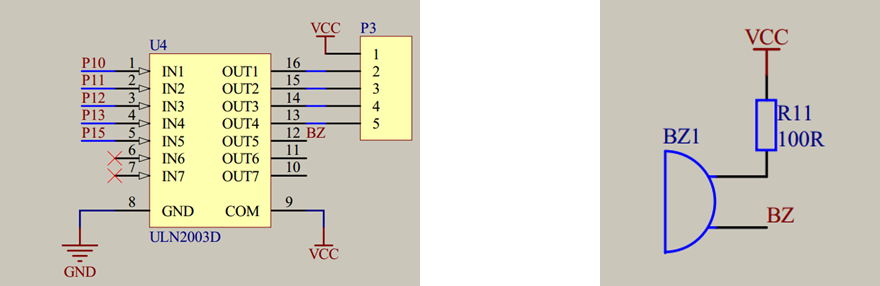 VCC P3
U4
P10 1 IN1 OUT1 16 1
P11 2 IN2 OUT2 15 2
P12 3 IN3 OUT3 14 3
P13 4 IN4 OUT4 13 4
P15 5 IN5 OUT5 12 BZ 5
6 IN6 OUT6 11
7 IN7 OUT7 10
8 GND COM 9
ULN2003D
GND
VCC
VCC
R11
100R
BZ1
BZ